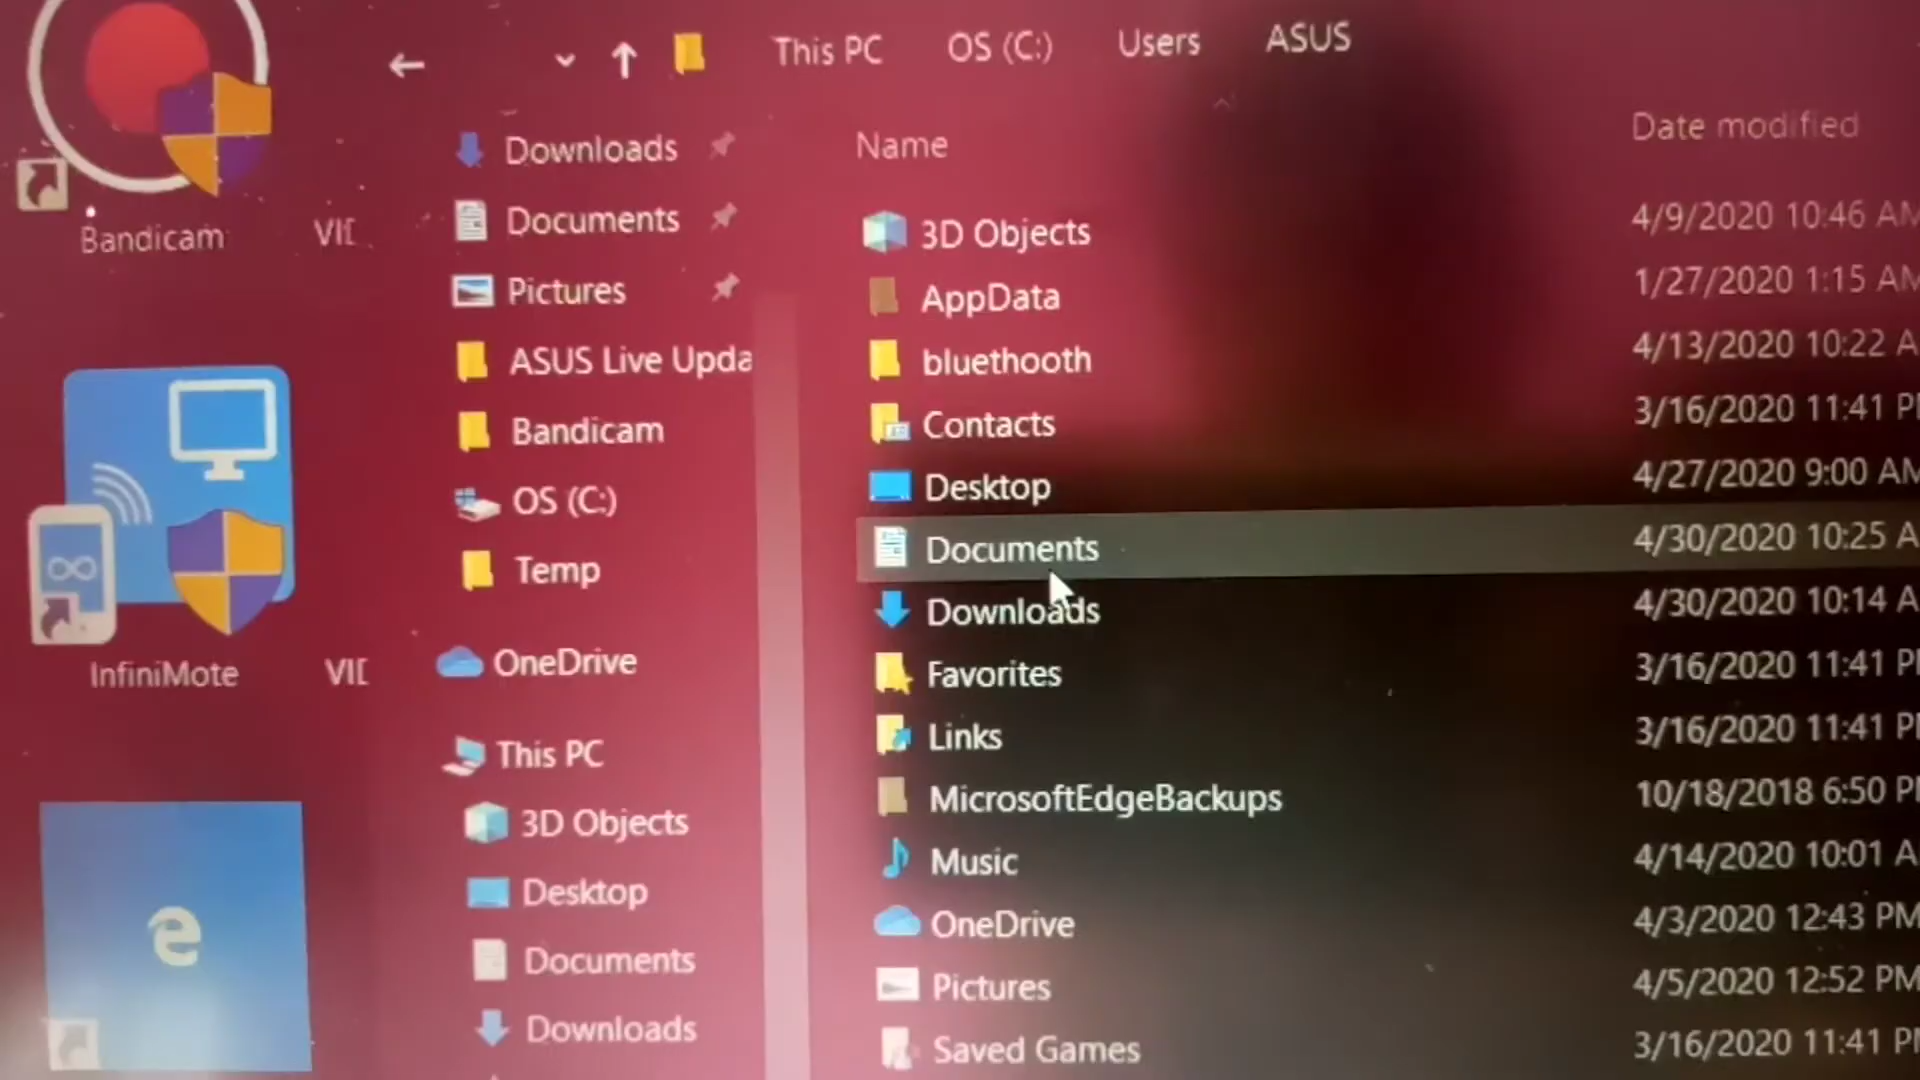 This PC OS (C:) Users ASUS
Name Date modified
Bandicam
InfiniMote
Downloads
Documents
Pictures
ASUS Live Upda
Bandicam
OS (C:)
Temp
OneDrive
This PC
3D Objects
Desktop
Documents
Downloads
3D Objects 4/9/2020 10:46 AM
AppData 1/27/2020 1:15 AM
bluethooth 4/13/2020 10:22 A
Contacts 3/16/2020 11:41 P
Desktop 4/27/2020 9:00 AM
Documents 4/30/2020 10:25 A
Downloads 4/30/2020 10:14 A
Favorites 3/16/2020 11:41 P
Links 3/16/2020 11:41 P
MicrosoftEdgeBackups 10/18/2018 6:50 P
Music 4/14/2020 10:01 A
OneDrive 4/3/2020 12:43 PM
Pictures 4/5/2020 12:52 PM
Saved Games 3/16/2020 11:41 P